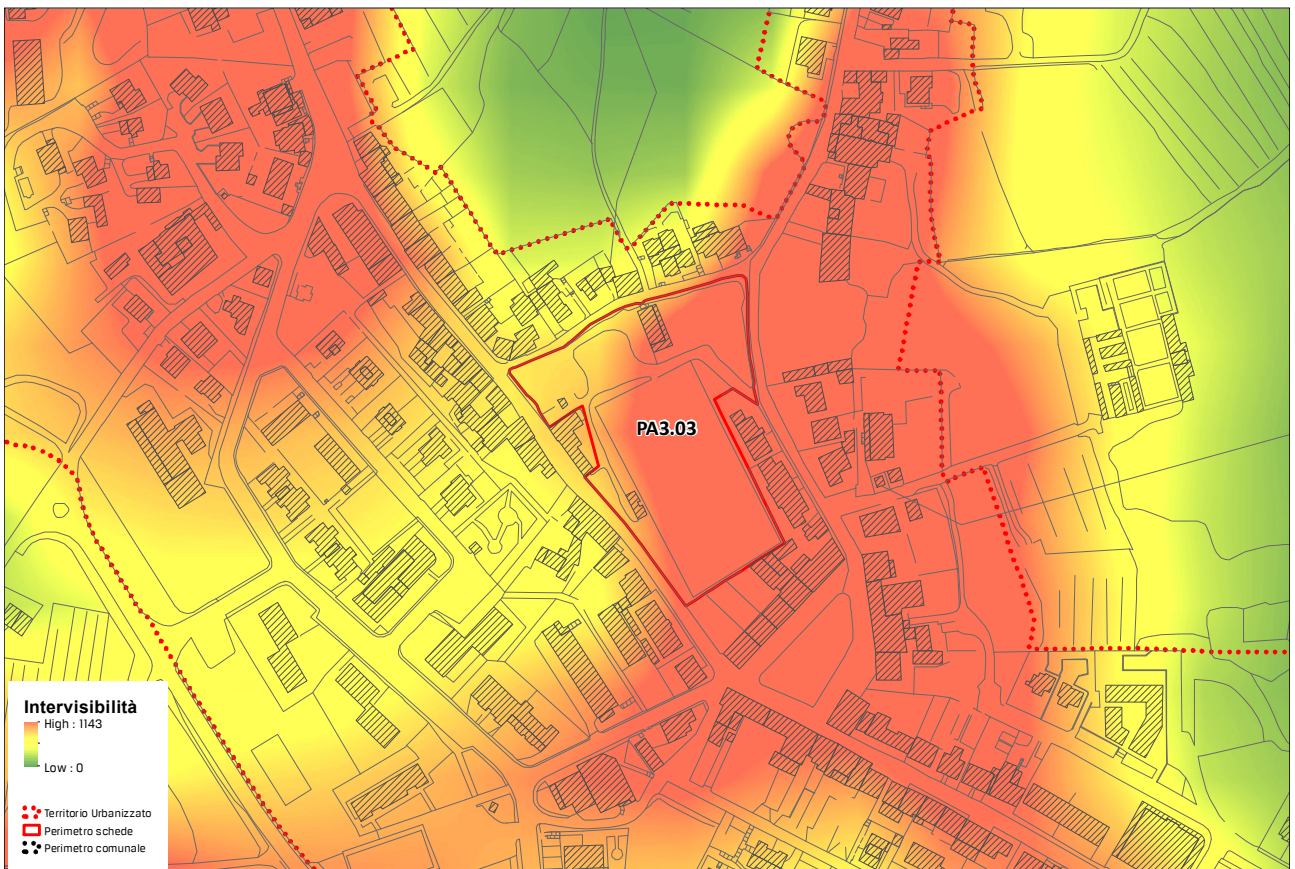 PA3.03
Intervisibilità
High : 1143
Low : 0
Territorio Urbanizzato
Perimetro schede
Perimetro comunale